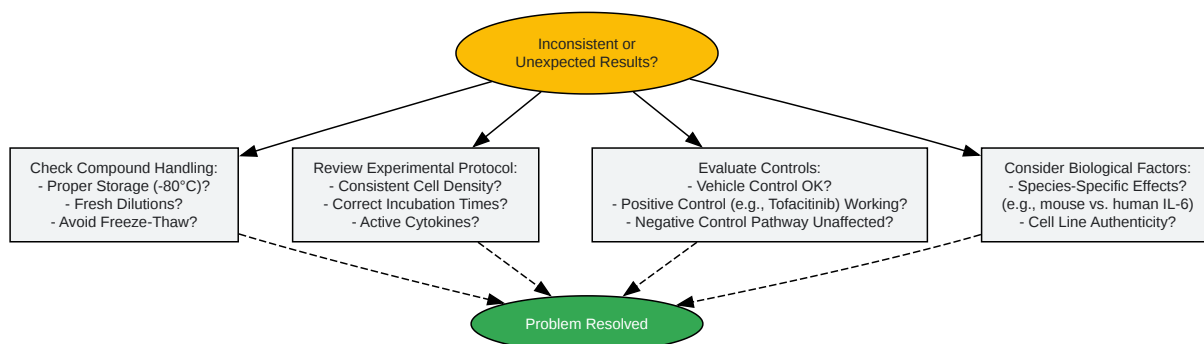 Inconsistent or
Unexpected Results?
Check Compound Handling:
- Proper Storage (-80°C)?
- Fresh Dilutions?
- Avoid Freeze-Thaw?
Review Experimental Protocol:
- Consistent Cell Density?
- Correct Incubation Times?
- Active Cytokines?
Evaluate Controls:
- Vehicle Control OK?
- Positive Control (e.g., Tofacitinib) Working?
- Negative Control Pathway Unaffected?
Consider Biological Factors:
- Species-Specific Effects?
(e.g., mouse vs. human IL-6)
- Cell Line Authenticity?
Problem Resolved